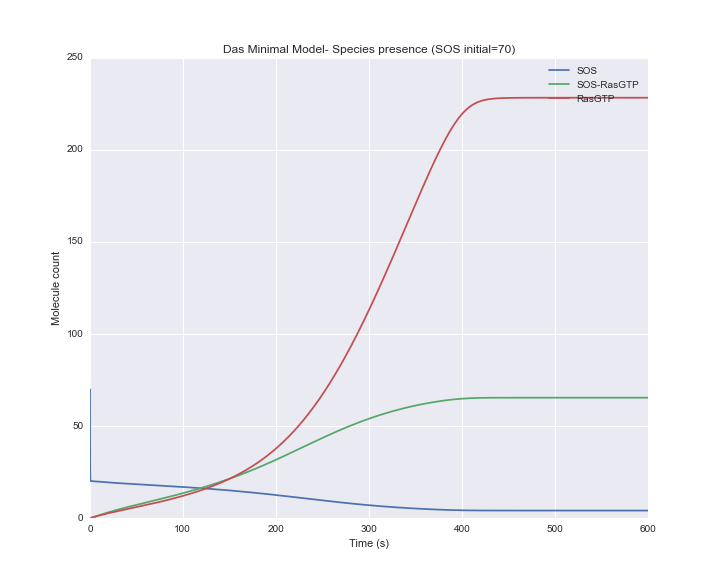 Das Minimal Model- Species presence (SOS initial=70)
250
200
150
100
50
0
Molecule count
SOS
SOS-RasGTP
RasGTP
0 100 200 300 400 500 600
Time (s)